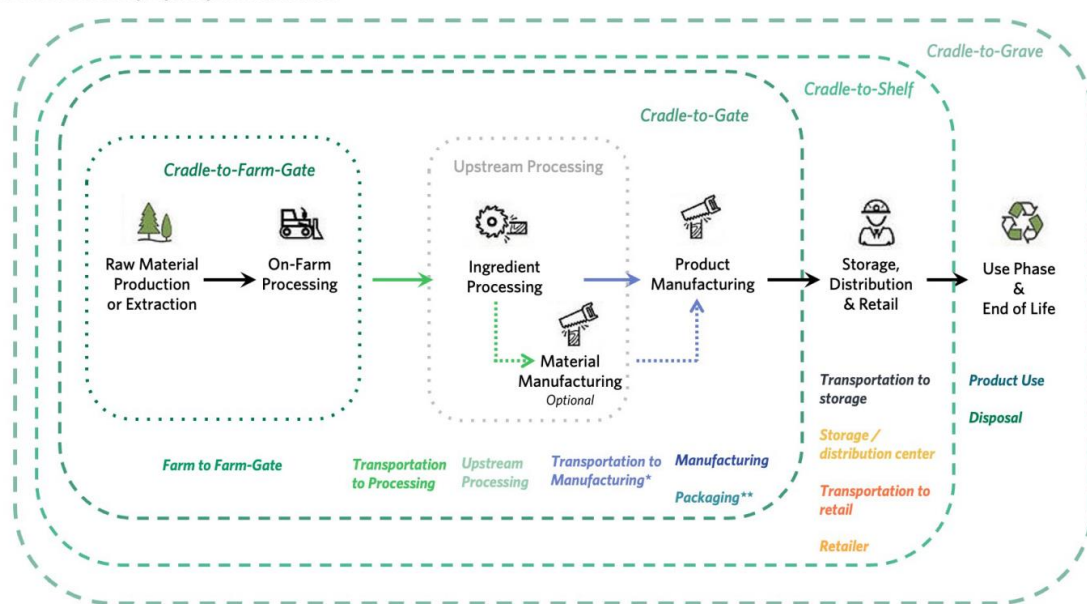 Cradle-to-Grave
Cradle-to-Shelf
Cradle-to-Gate
Cradle-to-Farm-Gate
Upstream Processing
Raw Material
Production
or Extraction
On-Farm
Processing
Ingredient
Processing
Material
Manufacturing
Optional
Product
Manufacturing
Storage,
Distribution
& Retail
Use Phase
&
End of Life
Farm to Farm-Gate
Transportation
to Processing
Upstream
Processing
Transportation to
Manufacturing*
Manufacturing
Packaging**
Transportation to
storage
Storage /
distribution center
Transportation to
retail
Retailer
Product Use
Disposal